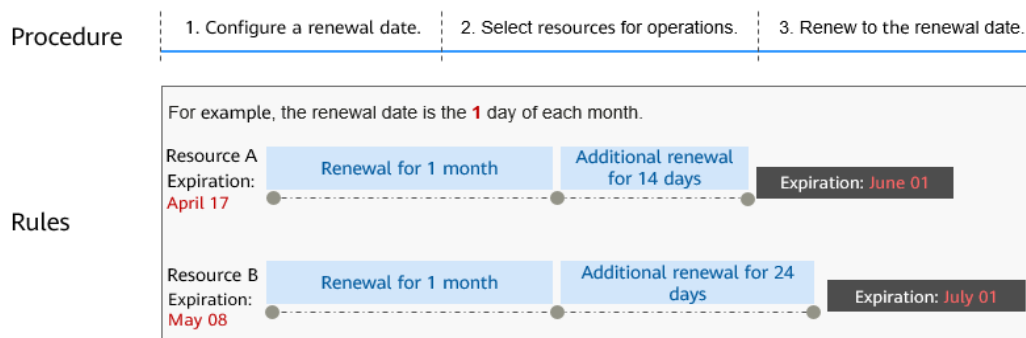 Procedure
1. Configure a renewal date.
2. Select resources for operations.
3. Renew to the renewal date.
Rules
For example, the renewal date is the 1 day of each month.
Resource A
Expiration:
April 17
Renewal for 1 month
Additional renewal
for 14 days
Expiration: June 01
Resource B
Expiration:
May 08
Renewal for 1 month
Additional renewal for 24
days
Expiration: July 01